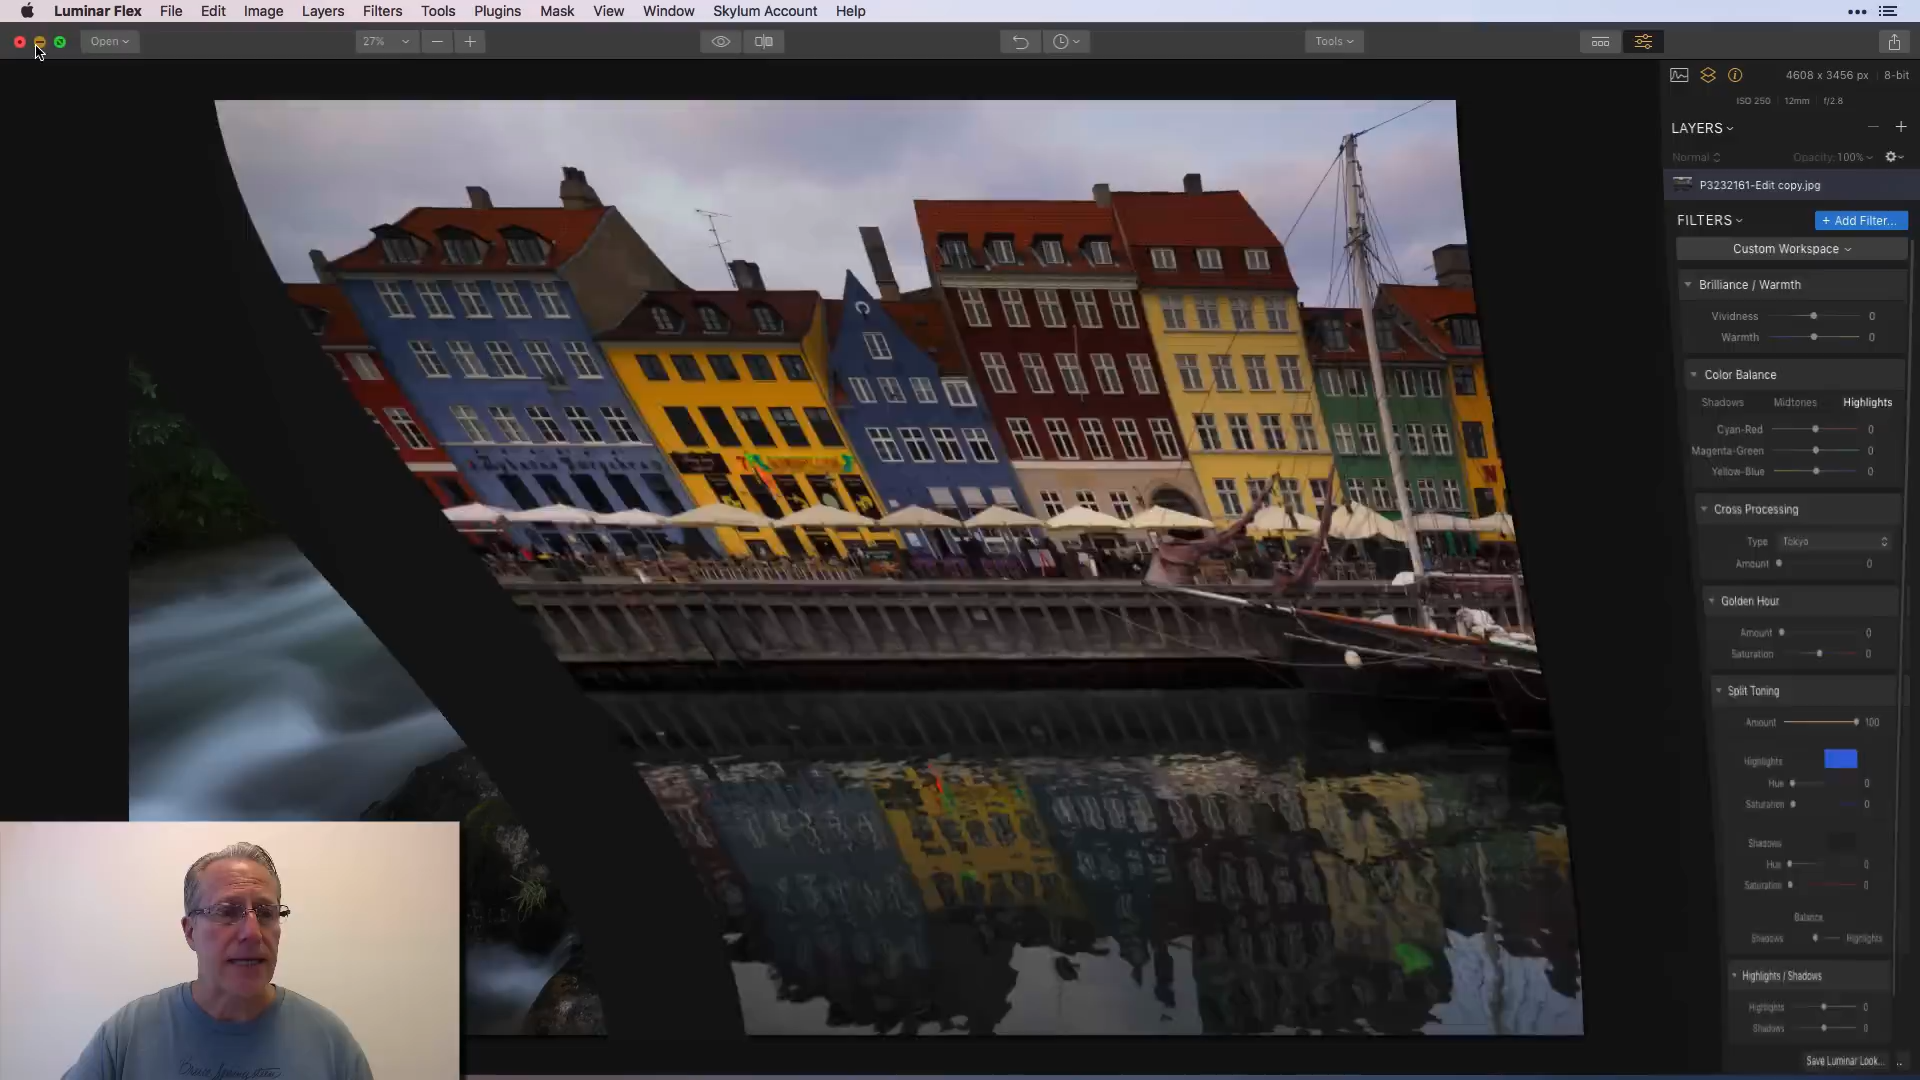 Luminar Flex File Edit Image Layers Filters Tools Plugins Mask View Window Skylum Account Help
Open 27% Tools
4608 x 3456 px 8-bit
ISO 250 12mm f/2.8
LAYERS
Normal Opacity: 100%
P3232161-Edit copy.jpg
FILTERS + Add Filter...
Custom Workspace
Brilliance / Warmth
Vividness 0
Warmth 0
Color Balance
Shadows Midtones Highlights
Cyan-Red 0
Magenta-Green 0
Yellow-Blue 0
Cross Processing
Type Tokyo
Amount 0
Golden Hour
Amount 0
Saturation 0
Split Toning
Amount 100
Highlights
Hue 0
Saturation 0
Shadows
Hue 0
Saturation 0
Balance
Shadows Highlights
Highlights / Shadows
Highlights 0
Shadows 0
Save Luminar Look...